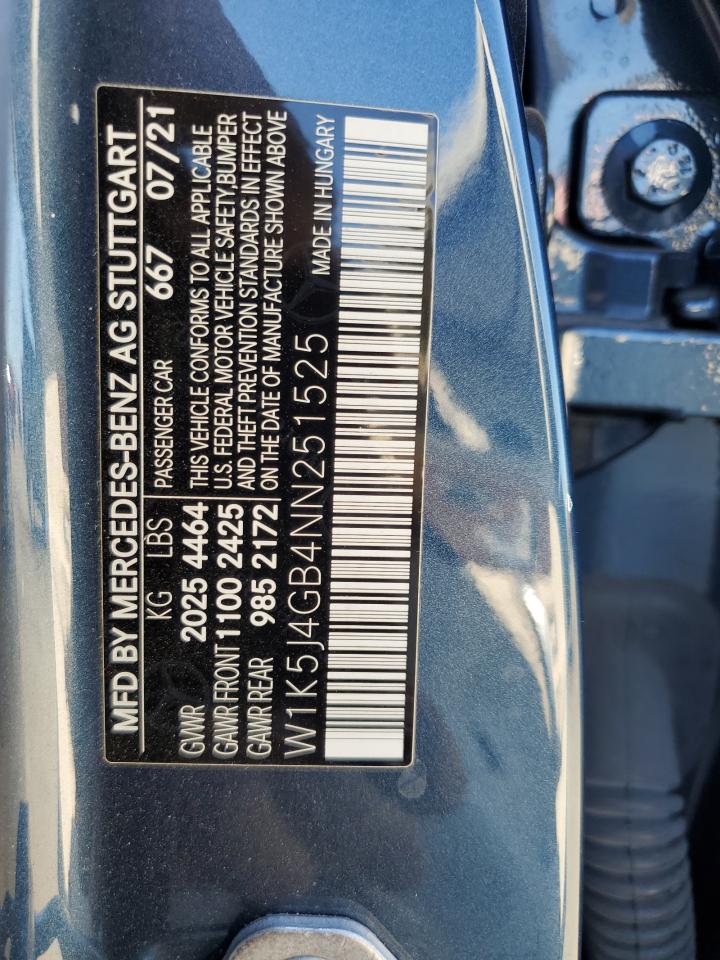 MFD BY MERCEDES-BENZ AG STUTTGART
KG LBS 667 07/21
PASSENGER CAR
GVWR 2025 4464
GAWR FRONT 1100 2425
GAWR REAR 985 2172
THIS VEHICLE CONFORMS TO ALL APPLICABLE
U.S. FEDERAL MOTOR VEHICLE SAFETY, BUMPER
AND THEFT PREVENTION STANDARDS IN EFFECT
ON THE DATE OF MANUFACTURE SHOWN ABOVE
W1K5J4GB4NN251525
MADE IN HUNGARY